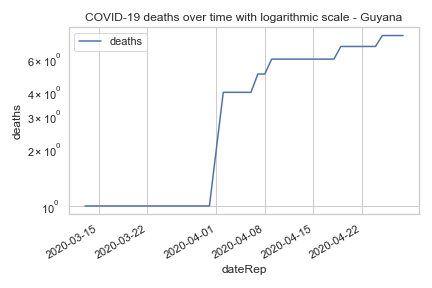 COVID-19 deaths over time with logarithmic scale - Guyana
deaths
6 × 10⁰
4 × 10⁰
3 × 10⁰
2 × 10⁰
10⁰
deaths
2020-03-15
2020-03-22
2020-04-01
2020-04-08
2020-04-15
2020-04-22
dateRep